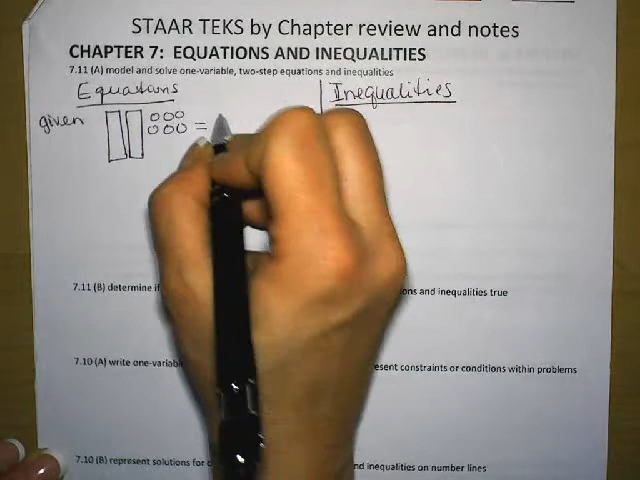 STAAR TEKS by Chapter review and notes
CHAPTER 7: EQUATIONS AND INEQUALITIES
7.11 (A) model and solve one-variable, two-step equations and inequalities
Equations Inequalities
given =
7.11 (B) determine if ons and inequalities true
7.10 (A) write one-variabl esent constraints or conditions within problems
7.10 (B) represent solutions for nd inequalities on number lines